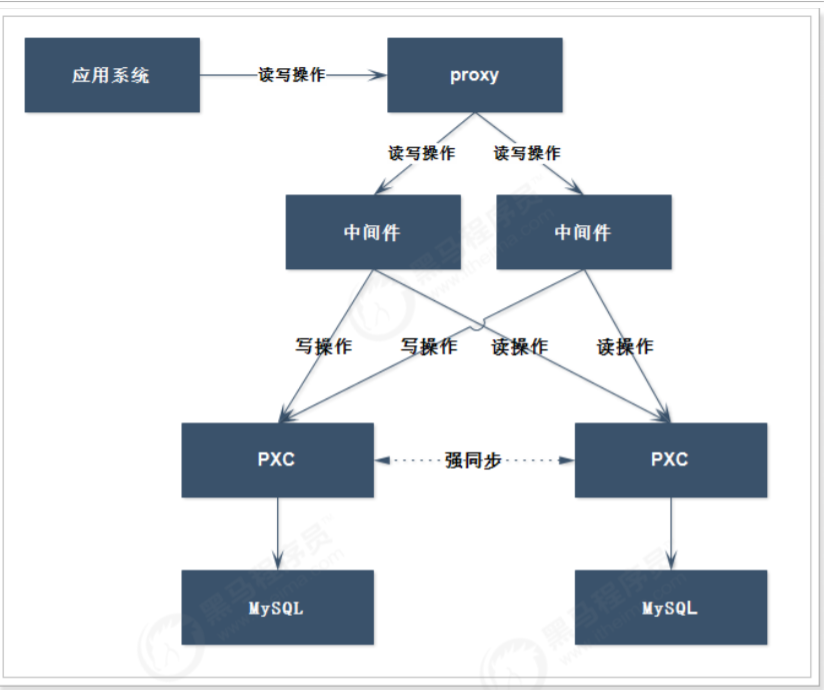 应用系统
读写操作
proxy
读写操作
读写操作
中间件
中间件
写操作
写操作
读操作
读操作
PXC
强同步
PXC
MySQL
MySQL
黑马程序员
黑马程序员
黑马程序员